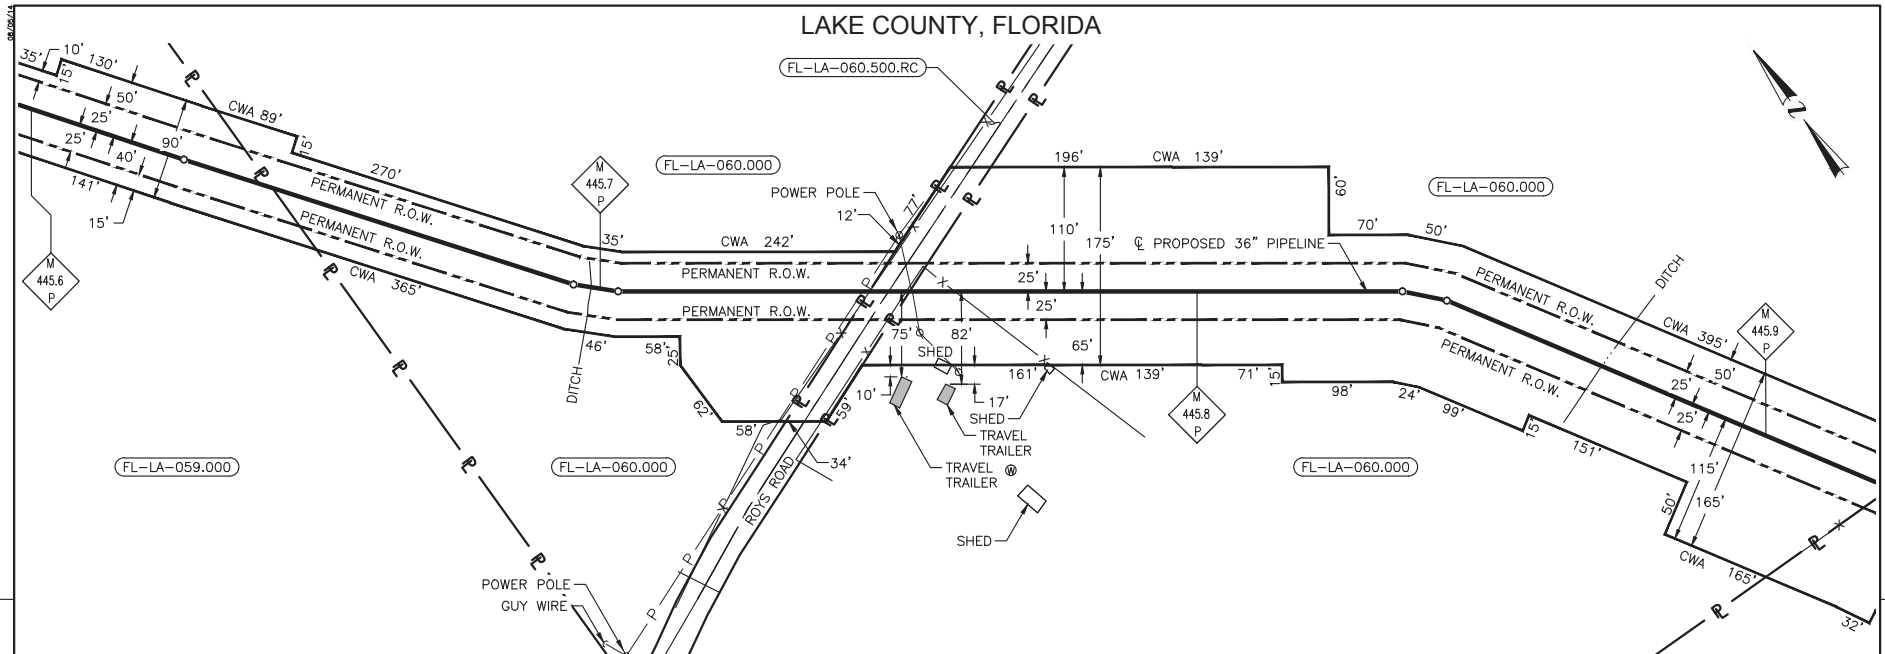 08/05/14
LAKE COUNTY, FLORIDA
35'
10'
15'
130'
50'
25'
25'
40'
90'
CWA 89'
15'
141'
15'
270'
PERMANENT R.O.W.
PERMANENT R.O.W.
CWA
365'
M
445.6
P
M
445.7
P
FL-LA-060.000
FL-LA-060.500.RC
POWER POLE
12'
77'
35'
CWA 242'
PERMANENT R.O.W.
PERMANENT R.O.W.
46'
58'
25'
62'
58'
34'
59'
DITCH
196'
CWA 139'
60'
FL-LA-060.000
110'
175'
℄ PROPOSED 36" PIPELINE
70'
50'
25'
25'
75'
82'
65'
SHED
161'
CWA 139'
71'
15'
10'
17'
SHED
TRAVEL
TRAILER
TRAVEL
TRAILER
W
SHED
M
445.8
P
98'
24'
99'
15'
PERMANENT R.O.W.
PERMANENT R.O.W.
DITCH
CWA 395'
M
445.9
P
50'
25'
25'
151'
115'
165'
50'
CWA
165'
32'
FL-LA-059.000
FL-LA-060.000
FL-LA-060.000
ROYS ROAD
POWER POLE
GUY WIRE